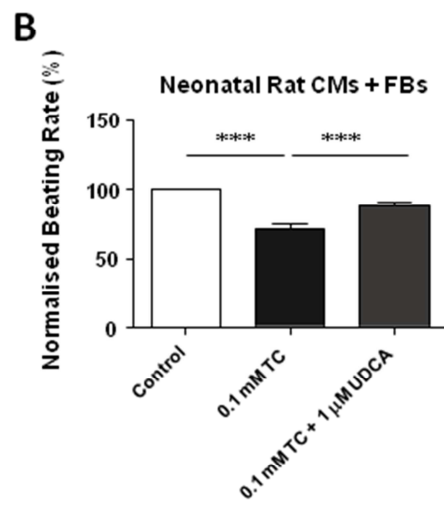 B
Neonatal Rat CMs + FBs
Normalised Beating Rate (%)
150
100
50
0
***
***
Control
0.1 mM TC
0.1 mM TC + 1 μM UDCA